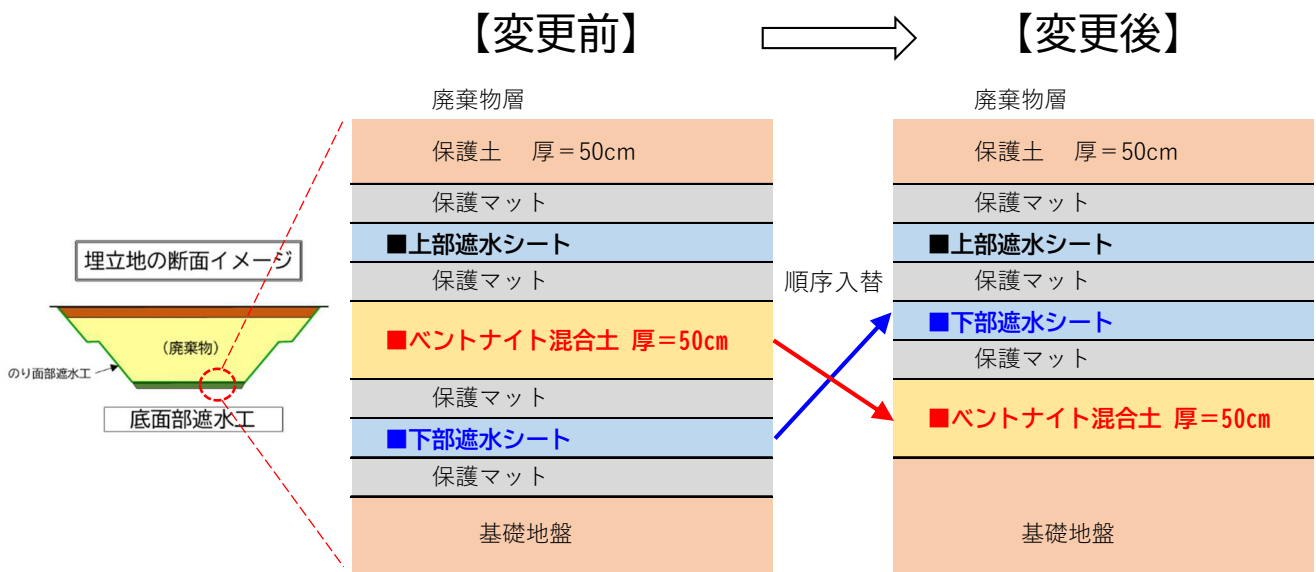 【変更前】
【変更後】
廃棄物層
保護土　厚＝50cm
保護マット
■上部遮水シート
保護マット
■ベントナイト混合土 厚＝50cm
保護マット
■下部遮水シート
保護マット
基礎地盤
順序入替
廃棄物層
保護土　厚＝50cm
保護マット
■上部遮水シート
保護マット
■下部遮水シート
保護マット
■ベントナイト混合土 厚＝50cm
基礎地盤
埋立地の断面イメージ
(廃棄物)
のり面部遮水工
底面部遮水工